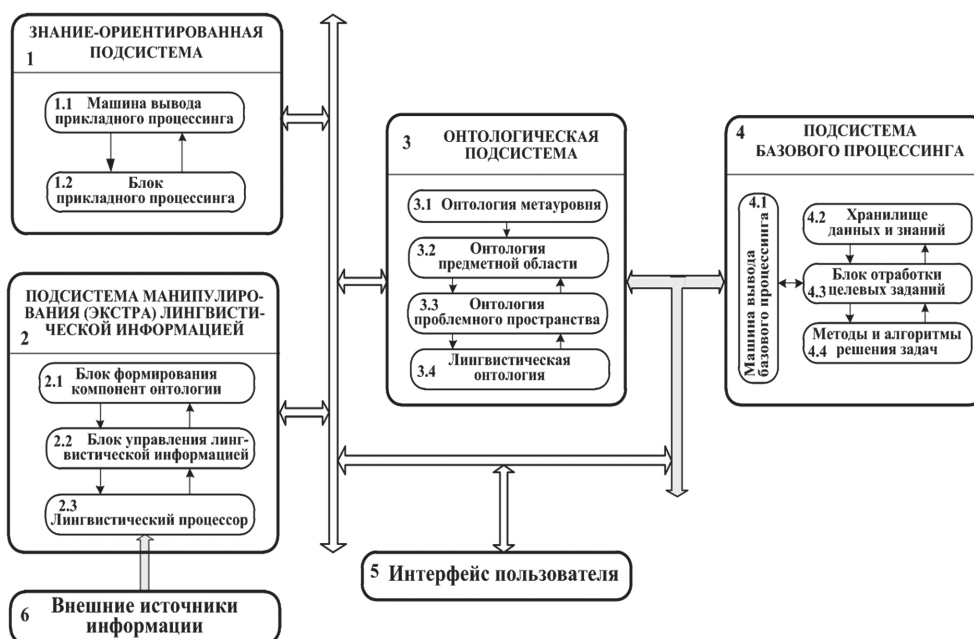 ЗНАНИЕ-ОРИЕНТИРОВАННАЯ
ПОДСИСТЕМА
1
1.1 Машина вывода
прикладного процессинга
1.2 Блок
прикладного процессинга
ПОДСИСТЕМА МАНИПУЛИРО-
ВАНИЯ (ЭКСТРА) ЛИНГВИСТИ-
ЧЕСКОЙ ИНФОРМАЦИЕЙ
2
2.1 Блок формирования
компонент онтологии
2.2 Блок управления линг-
вистической информацией
2.3
Лингвистический процессор
6 Внешние источники
информации
3 ОНТОЛОГИЧЕСКАЯ
ПОДСИСТЕМА
3.1 Онтология метауровня
3.2 Онтология
предметной области
3.3 Онтология
проблемного пространства
3.4 Лингвистическая
онтология
5 Интерфейс пользователя
4 ПОДСИСТЕМА
БАЗОВОГО ПРОЦЕССИНГА
4.1
Машина вывода
базового процессинга
4.2 Хранилище
данных и знаний
Блок отработки
4.3 целевых заданий
Методы и алгоритмы
4.4 решения задач